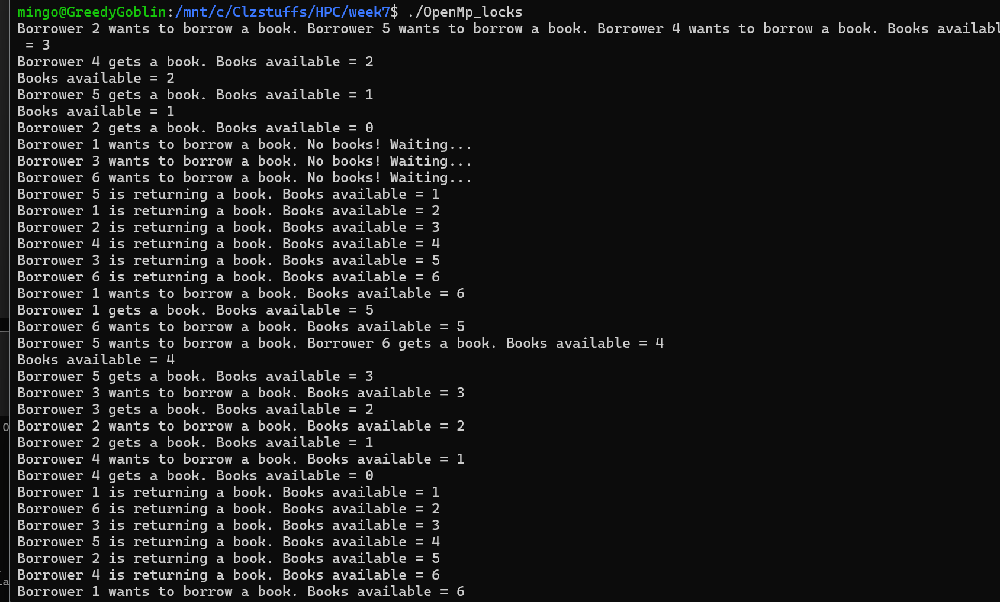 mingo@GreedyGoblin:/mnt/c/Clzstuffs/HPC/week7$ ./OpenMp_locks
Borrower 2 wants to borrow a book. Borrower 5 wants to borrow a book. Borrower 4 wants to borrow a book. Books availabl
= 3
Borrower 4 gets a book. Books available = 2
Books available = 2
Borrower 5 gets a book. Books available = 1
Books available = 1
Borrower 2 gets a book. Books available = 0
Borrower 1 wants to borrow a book. No books! Waiting...
Borrower 3 wants to borrow a book. No books! Waiting...
Borrower 6 wants to borrow a book. No books! Waiting...
Borrower 5 is returning a book. Books available = 1
Borrower 1 is returning a book. Books available = 2
Borrower 2 is returning a book. Books available = 3
Borrower 4 is returning a book. Books available = 4
Borrower 3 is returning a book. Books available = 5
Borrower 6 is returning a book. Books available = 6
Borrower 1 wants to borrow a book. Books available = 6
Borrower 1 gets a book. Books available = 5
Borrower 6 wants to borrow a book. Books available = 5
Borrower 5 wants to borrow a book. Borrower 6 gets a book. Books available = 4
Books available = 4
Borrower 5 gets a book. Books available = 3
Borrower 3 wants to borrow a book. Books available = 3
Borrower 3 gets a book. Books available = 2
Borrower 2 wants to borrow a book. Books available = 2
Borrower 2 gets a book. Books available = 1
Borrower 4 wants to borrow a book. Books available = 1
Borrower 4 gets a book. Books available = 0
Borrower 1 is returning a book. Books available = 1
Borrower 6 is returning a book. Books available = 2
Borrower 3 is returning a book. Books available = 3
Borrower 5 is returning a book. Books available = 4
Borrower 2 is returning a book. Books available = 5
Borrower 4 is returning a book. Books available = 6
Borrower 1 wants to borrow a book. Books available = 6